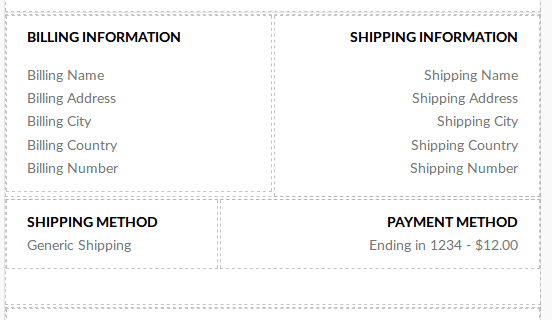 BILLING INFORMATION
Billing Name
Billing Address
Billing City
Billing Country
Billing Number
SHIPPING INFORMATION
Shipping Name
Shipping Address
Shipping City
Shipping Country
Shipping Number
SHIPPING METHOD
Generic Shipping
PAYMENT METHOD
Ending in 1234 - $12.00